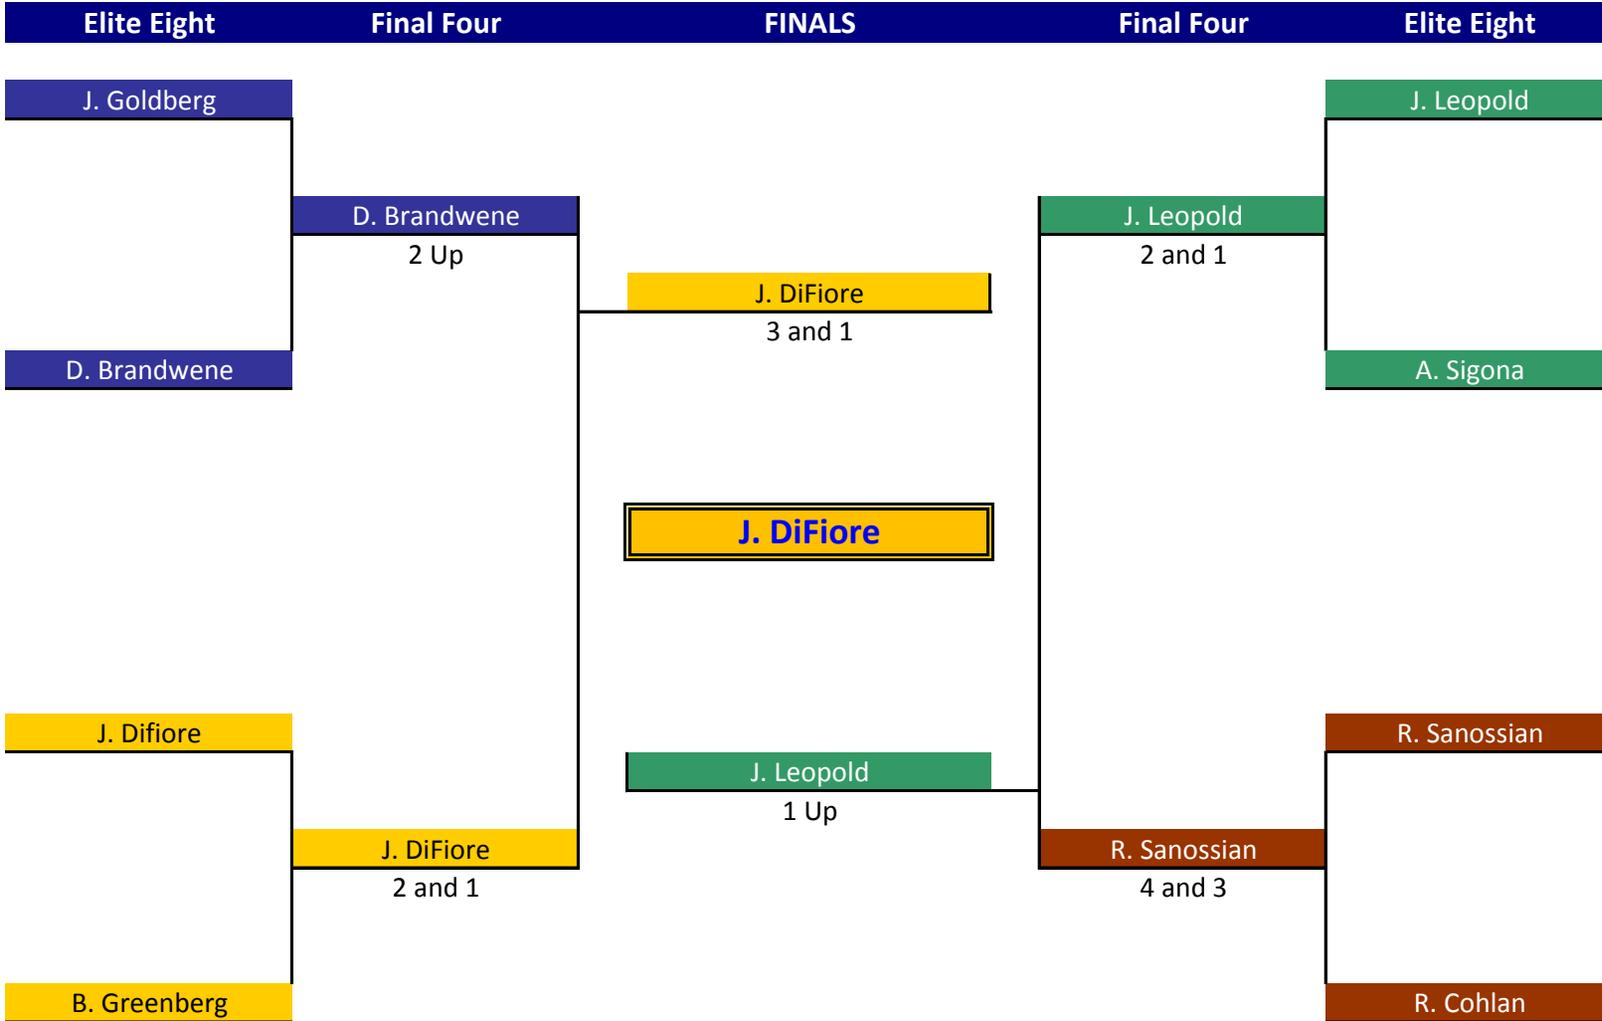 Elite Eight Final Four FINALS Final Four Elite Eight
J. Goldberg J. Leopold
D. Brandwene J. Leopold
2 Up 2 and 1
J. DiFiore
3 and 1
D. Brandwene A. Sigona
J. DiFiore
J. Difiore R. Sanossian
J. Leopold
1 Up
J. DiFiore R. Sanossian
2 and 1 4 and 3
B. Greenberg R. Cohlan